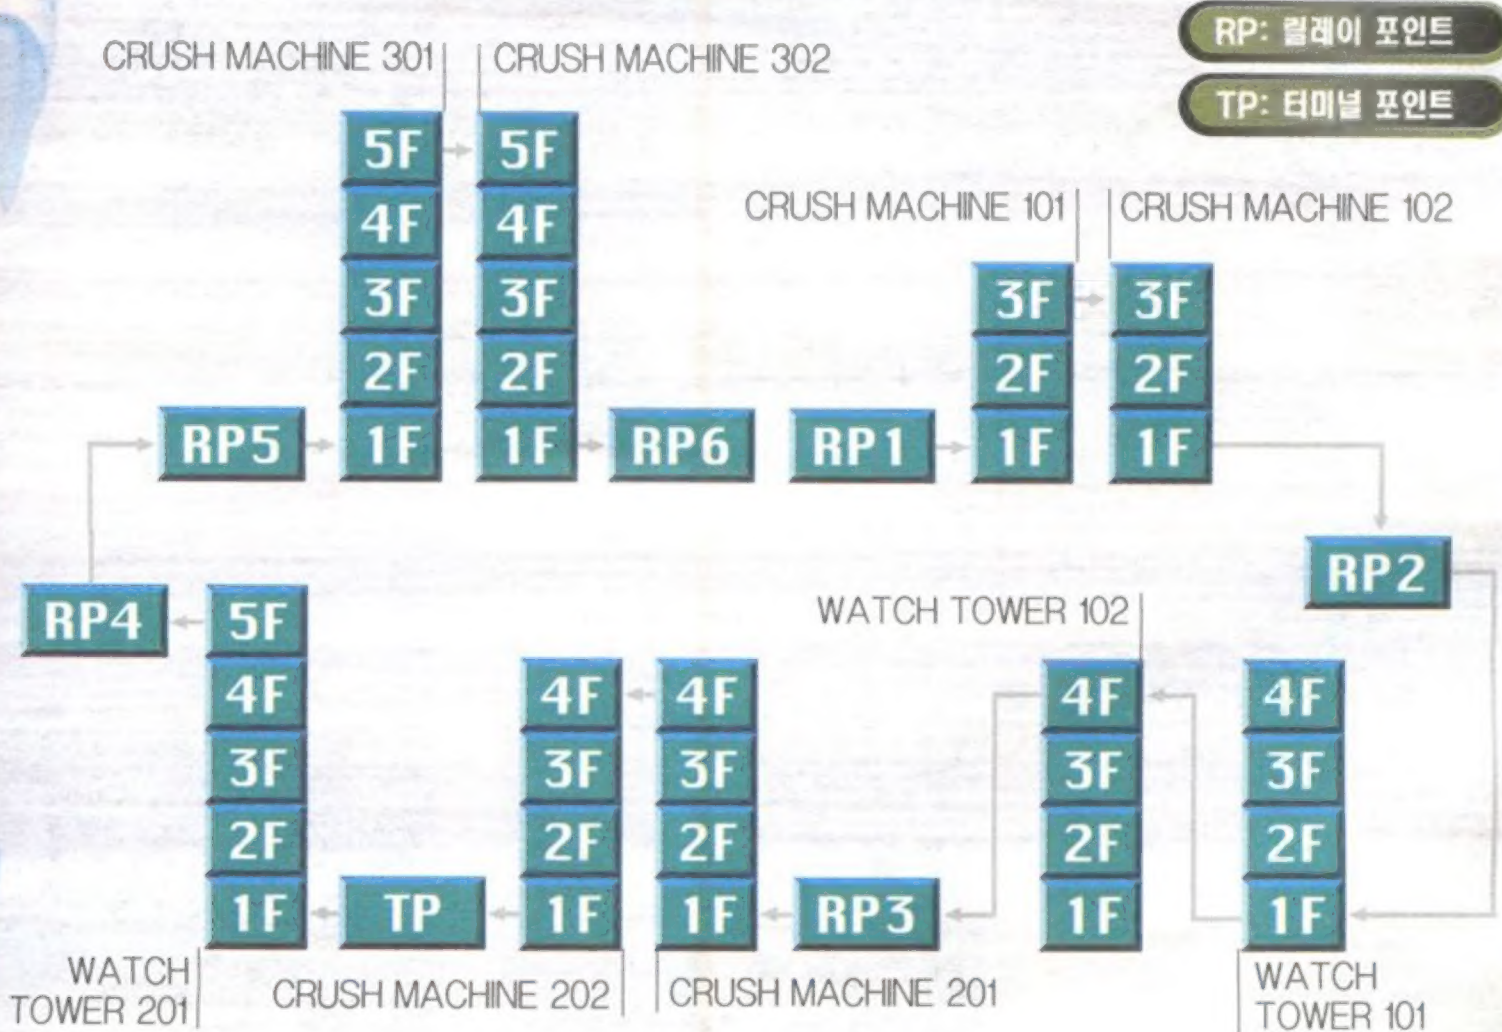 RP: 릴레이 포인트
TP: 터미널 포인트
CRUSH MACHINE 301
CRUSH MACHINE 302
5F
5F
4F
4F
3F
3F
2F
2F
RP5
1F
1F
RP6
CRUSH MACHINE 101
CRUSH MACHINE 102
3F
3F
2F
2F
RP1
1F
1F
RP2
RP4
5F
4F
3F
2F
1F
WATCH
TOWER 201
TP
4F
3F
2F
1F
CRUSH MACHINE 202
4F
3F
2F
1F
CRUSH MACHINE 201
RP3
WATCH TOWER 102
4F
3F
2F
1F
4F
3F
2F
1F
WATCH
TOWER 101